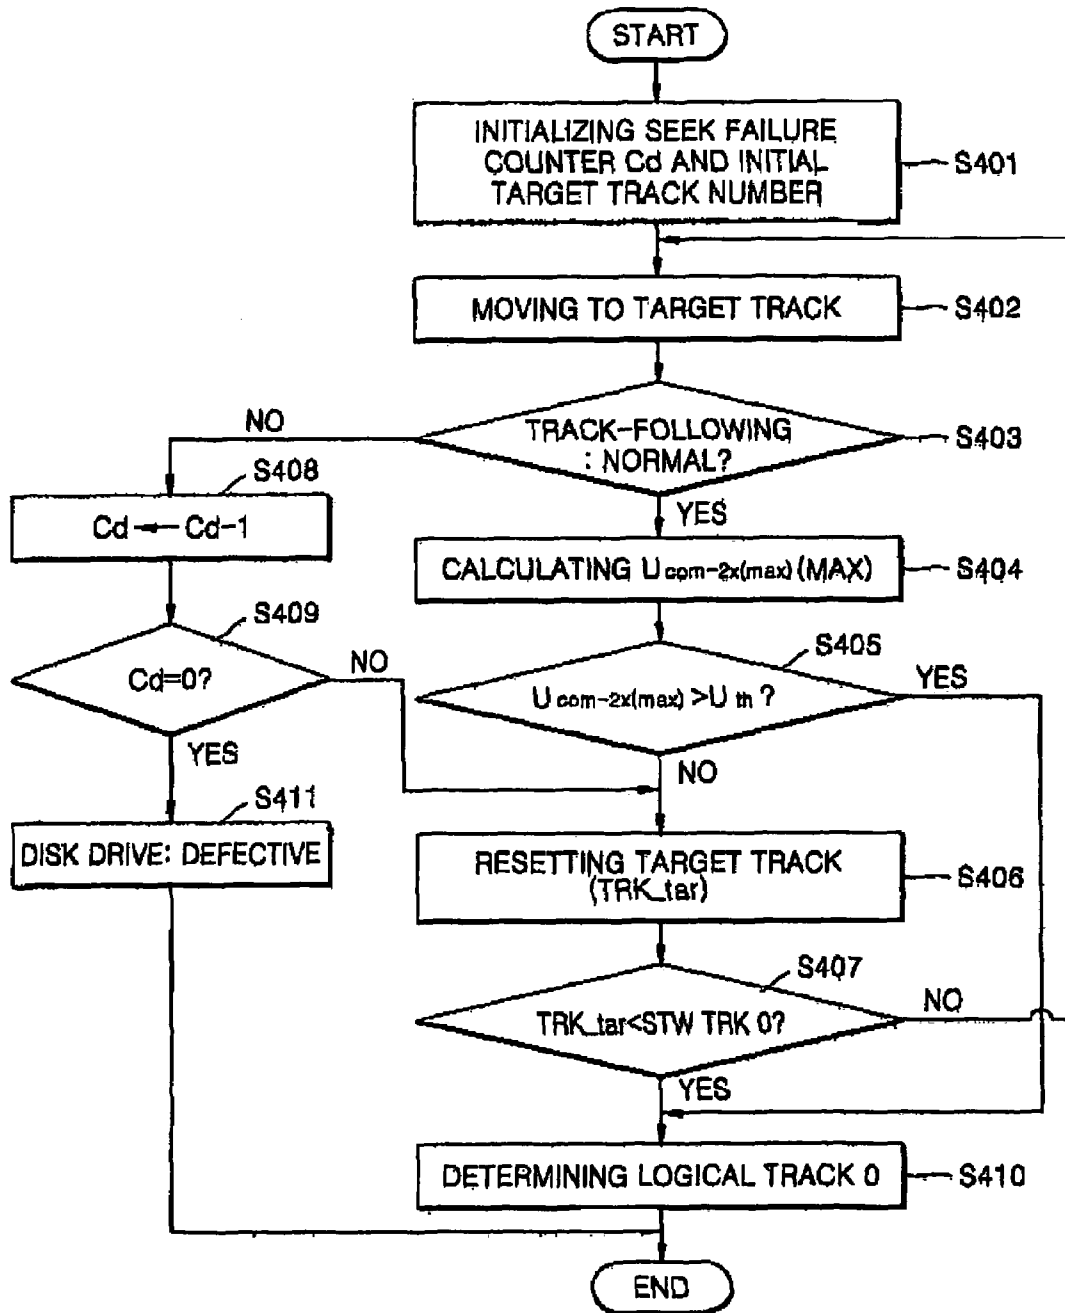 START
INITIALIZING SEEK FAILURE
COUNTER Cd AND INITIAL
TARGET TRACK NUMBER
S401
MOVING TO TARGET TRACK
S402
TRACK-FOLLOWING
: NORMAL?
S403
NO
YES
S408
Cd ← Cd-1
CALCULATING U com-2x(max) (MAX)
S404
S409
Cd=0?
NO
YES
S405
U com-2x(max) >U th ?
YES
NO
S411
DISK DRIVE: DEFECTIVE
RESETTING TARGET TRACK
(TRK_tar)
S406
S407
TRK_tar<STW TRK 0?
NO
YES
DETERMINING LOGICAL TRACK 0
S410
END